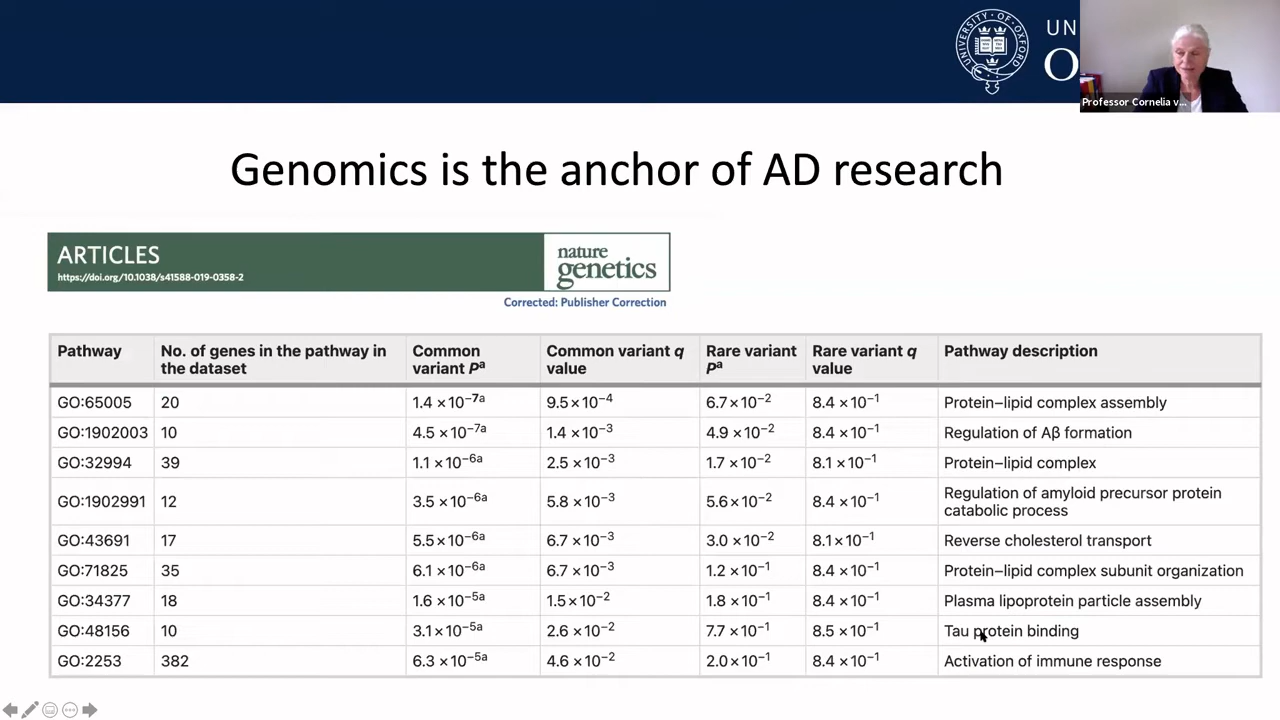 UNIVERSITY OF OXFORD
UN
O
Professor Cornelia v...
Genomics is the anchor of AD research
ARTICLES
https://doi.org/10.1038/s41588-019-0358-2
nature
genetics
Corrected: Publisher Correction
Pathway No. of genes in the pathway in the dataset Common variant Pᵃ Common variant q value Rare variant Pᵃ Rare variant q value Pathway description
GO:65005 20 1.4 ×10⁻⁷ᵃ 9.5×10⁻⁴ 6.7×10⁻² 8.4 ×10⁻¹ Protein–lipid complex assembly
GO:1902003 10 4.5 ×10⁻⁷ᵃ 1.4 ×10⁻³ 4.9 ×10⁻² 8.4 ×10⁻¹ Regulation of Aβ formation
GO:32994 39 1.1 ×10⁻⁶ᵃ 2.5 ×10⁻³ 1.7 ×10⁻² 8.1 ×10⁻¹ Protein–lipid complex
GO:1902991 12 3.5 ×10⁻⁶ᵃ 5.8 ×10⁻³ 5.6 ×10⁻² 8.4 ×10⁻¹ Regulation of amyloid precursor protein catabolic process
GO:43691 17 5.5×10⁻⁶ᵃ 6.7 ×10⁻³ 3.0 ×10⁻² 8.1×10⁻¹ Reverse cholesterol transport
GO:71825 35 6.1 ×10⁻⁶ᵃ 6.7 ×10⁻³ 1.2 ×10⁻¹ 8.4 ×10⁻¹ Protein–lipid complex subunit organization
GO:34377 18 1.6 ×10⁻⁵ᵃ 1.5×10⁻² 1.8 ×10⁻¹ 8.4 ×10⁻¹ Plasma lipoprotein particle assembly
GO:48156 10 3.1×10⁻⁵ᵃ 2.6 ×10⁻² 7.7 ×10⁻¹ 8.5 ×10⁻¹ Tau protein binding
GO:2253 382 6.3 ×10⁻⁵ᵃ 4.6 ×10⁻² 2.0 ×10⁻¹ 8.4 ×10⁻¹ Activation of immune response